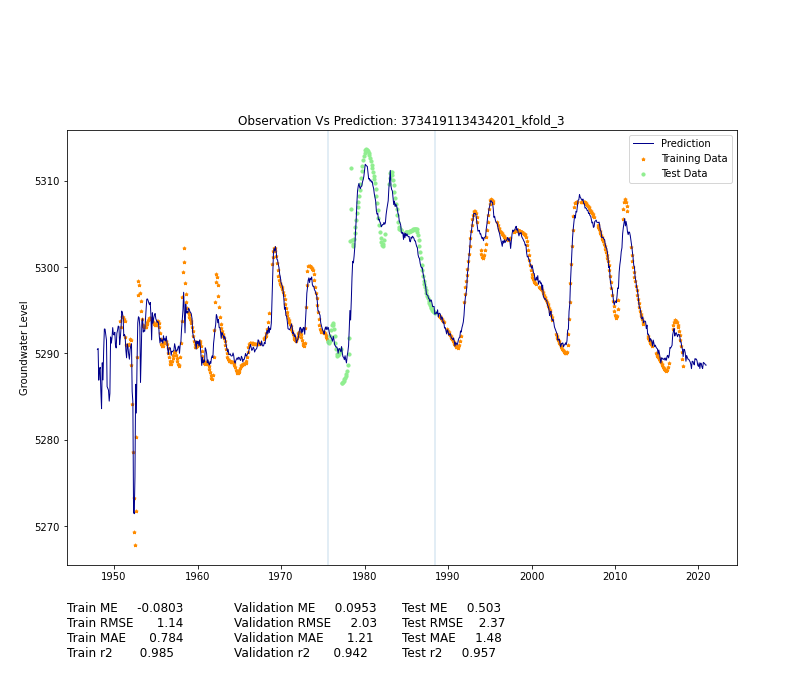 Observation Vs Prediction: 373419113434201_kfold_3
Prediction
Training Data
Test Data
5310
5300
5290
5280
5270
Groundwater Level
1950 1960 1970 1980 1990 2000 2010 2020
Train ME -0.0803 Validation ME 0.0953 Test ME 0.503
Train RMSE 1.14 Validation RMSE 2.03 Test RMSE 2.37
Train MAE 0.784 Validation MAE 1.21 Test MAE 1.48
Train r2 0.985 Validation r2 0.942 Test r2 0.957